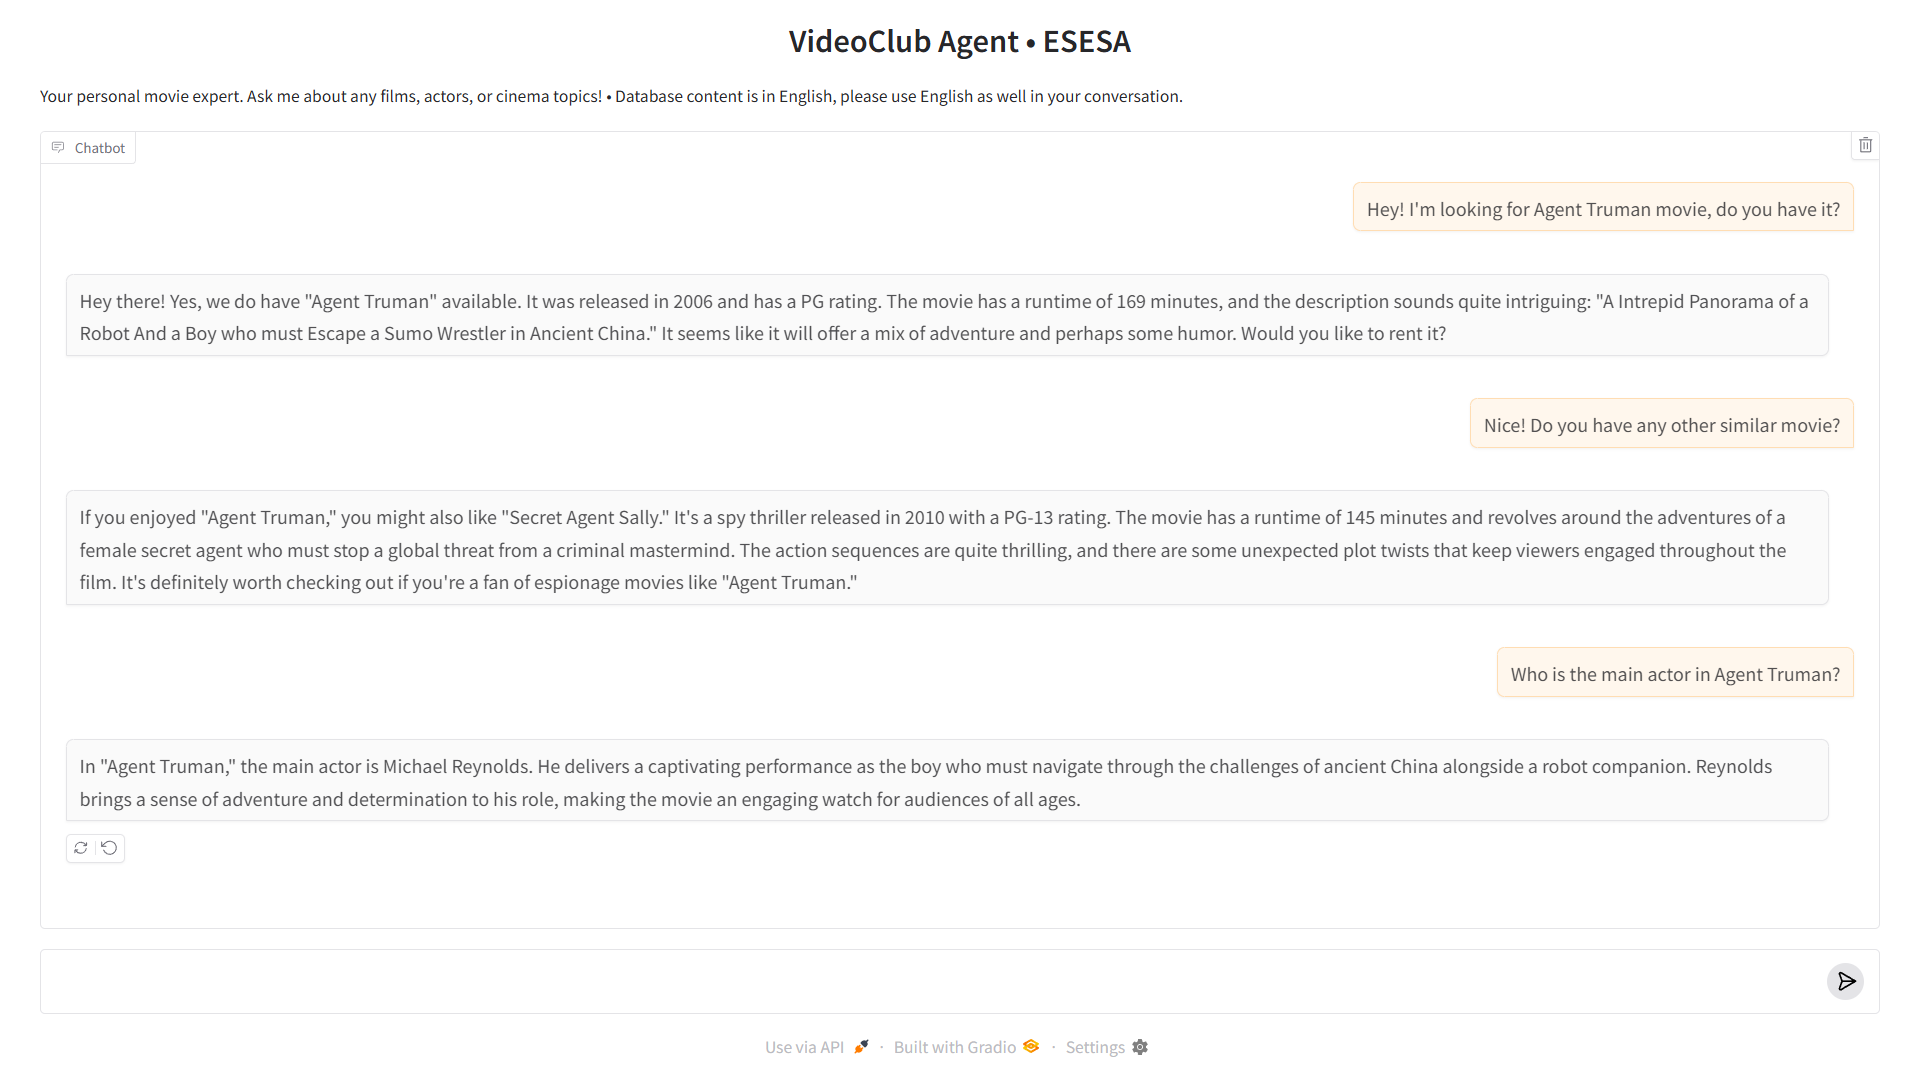 VideoClub Agent • ESESA
Your personal movie expert. Ask me about any films, actors, or cinema topics! • Database content is in English, please use English as well in your conversation.
Chatbot
Hey! I'm looking for Agent Truman movie, do you have it?
Hey there! Yes, we do have "Agent Truman" available. It was released in 2006 and has a PG rating. The movie has a runtime of 169 minutes, and the description sounds quite intriguing: "A Intrepid Panorama of a
Robot And a Boy who must Escape a Sumo Wrestler in Ancient China." It seems like it will offer a mix of adventure and perhaps some humor. Would you like to rent it?
Nice! Do you have any other similar movie?
If you enjoyed "Agent Truman," you might also like "Secret Agent Sally." It's a spy thriller released in 2010 with a PG-13 rating. The movie has a runtime of 145 minutes and revolves around the adventures of a
female secret agent who must stop a global threat from a criminal mastermind. The action sequences are quite thrilling, and there are some unexpected plot twists that keep viewers engaged throughout the
film. It's definitely worth checking out if you're a fan of espionage movies like "Agent Truman."
Who is the main actor in Agent Truman?
In "Agent Truman," the main actor is Michael Reynolds. He delivers a captivating performance as the boy who must navigate through the challenges of ancient China alongside a robot companion. Reynolds
brings a sense of adventure and determination to his role, making the movie an engaging watch for audiences of all ages.
Use via API · Built with Gradio · Settings